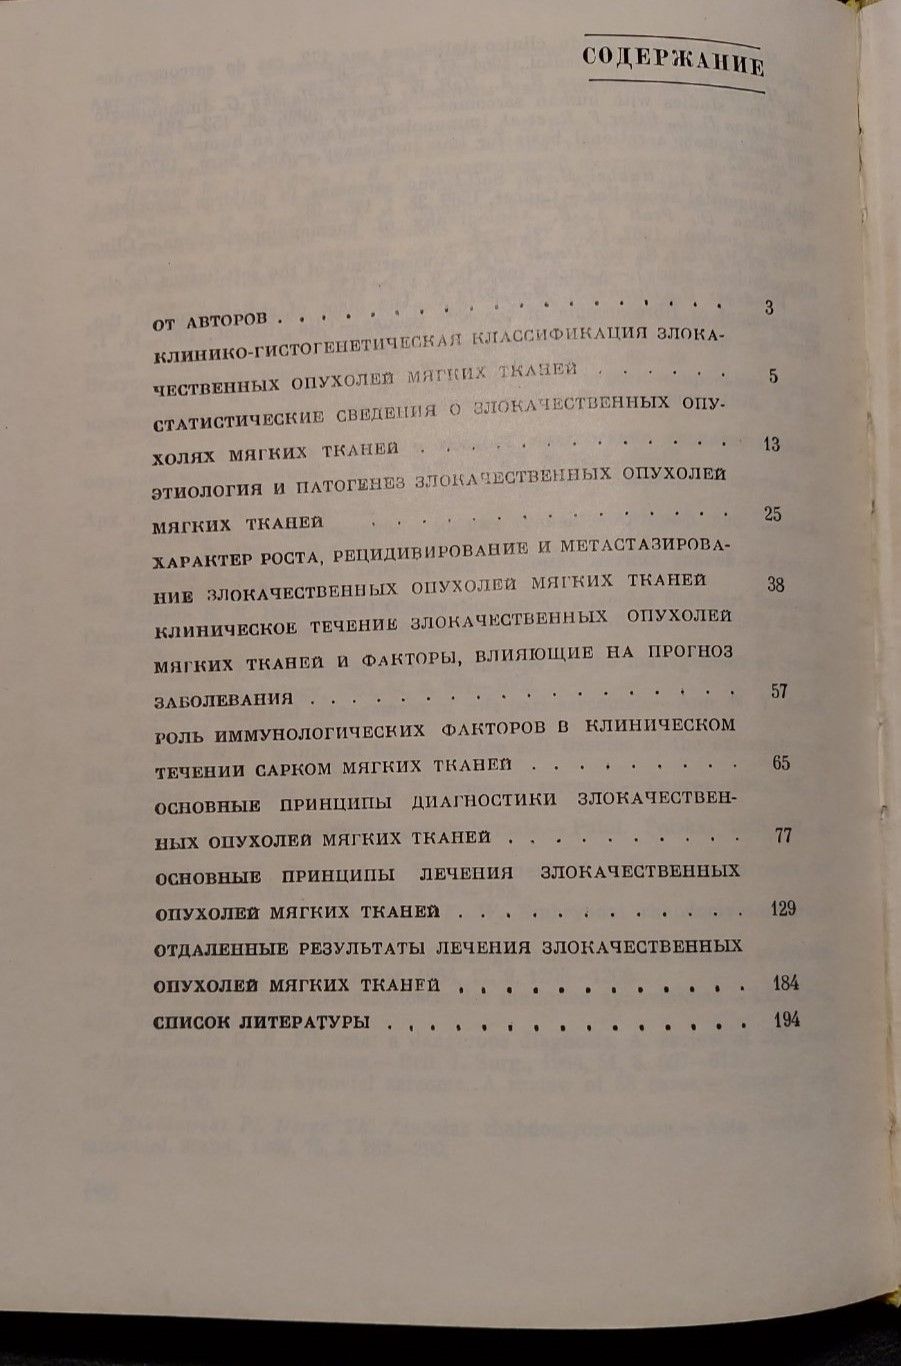 СОДЕРЖАНИЕ
ОТ АВТОРОВ . . . . . . . . . . . . . . . . . . 3
КЛИНИКО-ГИСТОГЕНЕТИЧЕСКАЯ КЛАССИФИКАЦИЯ ЗЛОКА-
ЧЕСТВЕННЫХ ОПУХОЛЕЙ МЯГКИХ ТКАНЕЙ . . . . . . 5
СТАТИСТИЧЕСКИЕ СВЕДЕНИЯ О ЗЛОКАЧЕСТВЕННЫХ ОПУ-
ХОЛЯХ МЯГКИХ ТКАНЕЙ . . . . . . . . . . . . . 13
ЭТИОЛОГИЯ И ПАТОГЕНЕЗ ЗЛОКАЧЕСТВЕННЫХ ОПУХОЛЕЙ
МЯГКИХ ТКАНЕЙ . . . . . . . . . . . . . . . 25
ХАРАКТЕР РОСТА, РЕЦИДИВИРОВАНИЕ И МЕТАСТАЗИРОВА-
НИЕ ЗЛОКАЧЕСТВЕННЫХ ОПУХОЛЕЙ МЯГКИХ ТКАНЕЙ 38
КЛИНИЧЕСКОЕ ТЕЧЕНИЕ ЗЛОКАЧЕСТВЕННЫХ ОПУХОЛЕЙ
МЯГКИХ ТКАНЕЙ И ФАКТОРЫ, ВЛИЯЮЩИЕ НА ПРОГНОЗ
ЗАБОЛЕВАНИЯ . . . . . . . . . . . . . . . . . 57
РОЛЬ ИММУНОЛОГИЧЕСКИХ ФАКТОРОВ В КЛИНИЧЕСКОМ
ТЕЧЕНИИ САРКОМ МЯГКИХ ТКАНЕЙ . . . . . . . . . 65
ОСНОВНЫЕ ПРИНЦИПЫ ДИАГНОСТИКИ ЗЛОКАЧЕСТВЕН-
НЫХ ОПУХОЛЕЙ МЯГКИХ ТКАНЕЙ . . . . . . . . . . 77
ОСНОВНЫЕ ПРИНЦИПЫ ЛЕЧЕНИЯ ЗЛОКАЧЕСТВЕННЫХ
ОПУХОЛЕЙ МЯГКИХ ТКАНЕЙ . . . . . . . . . . . . 129
ОТДАЛЕННЫЕ РЕЗУЛЬТАТЫ ЛЕЧЕНИЯ ЗЛОКАЧЕСТВЕННЫХ
ОПУХОЛЕЙ МЯГКИХ ТКАНЕЙ . . . . . . . . . . . . 184
СПИСОК ЛИТЕРАТУРЫ . . . . . . . . . . . . . . . 194